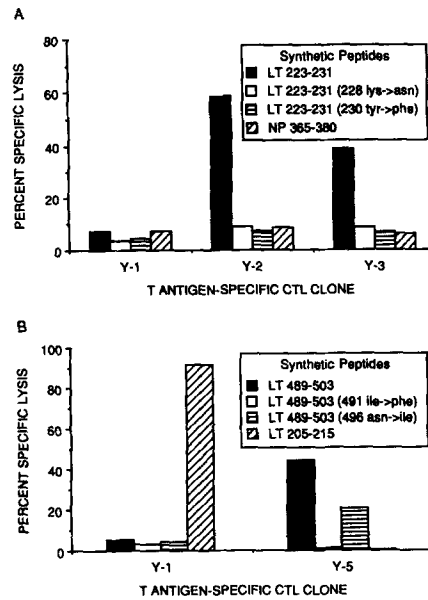 A
PERCENT SPECIFIC LYSIS
80
60
40
20
0
Synthetic Peptides
LT 223-231
LT 223-231 (228 lys->asn)
LT 223-231 (230 tyr->phe)
NP 365-380
Y-1 Y-2 Y-3
T ANTIGEN-SPECIFIC CTL CLONE
B
PERCENT SPECIFIC LYSIS
100
80
60
40
20
0
Synthetic Peptides
LT 489-503
LT 489-503 (491 ile->phe)
LT 489-503 (496 asn->ile)
LT 205-215
Y-1 Y-5
T ANTIGEN-SPECIFIC CTL CLONE